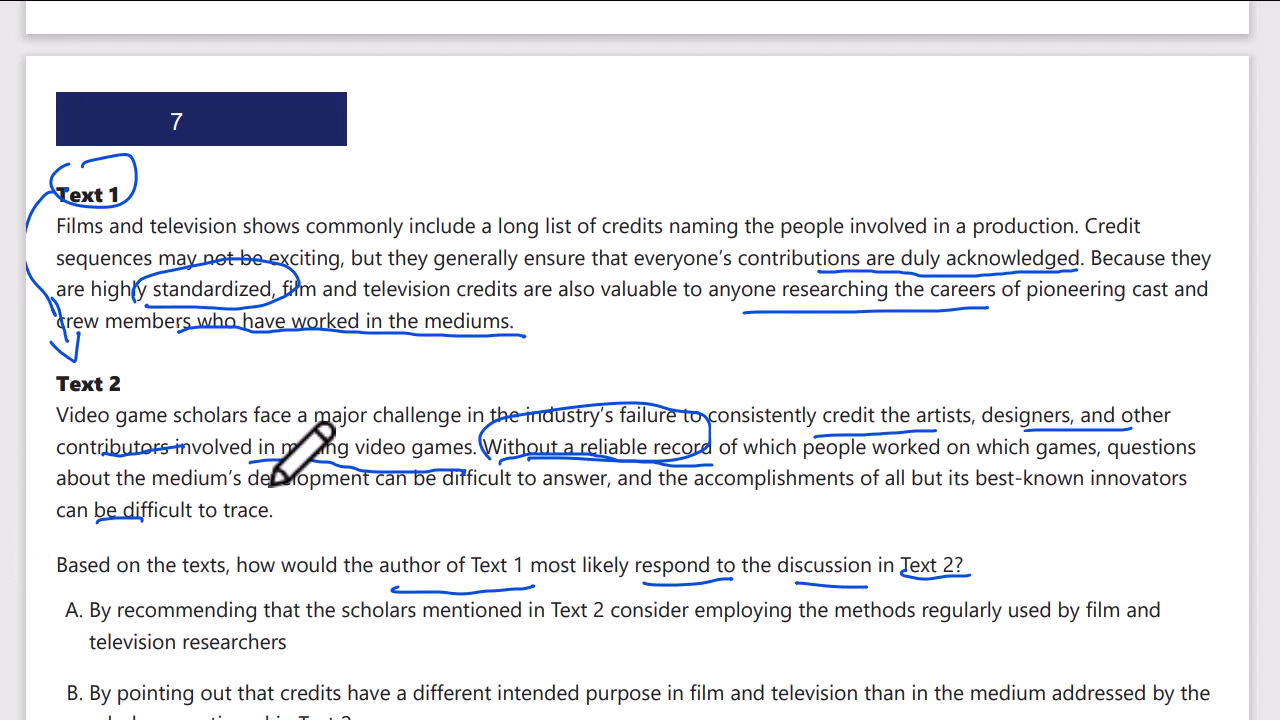 7
Text 1
Films and television shows commonly include a long list of credits naming the people involved in a production. Credit
sequences may not be exciting, but they generally ensure that everyone’s contributions are duly acknowledged. Because they
are highly standardized, film and television credits are also valuable to anyone researching the careers of pioneering cast and
crew members who have worked in the mediums.
Text 2
Video game scholars face a major challenge in the industry’s failure to consistently credit the artists, designers, and other
contributors involved in making video games. Without a reliable record of which people worked on which games, questions
about the medium’s development can be difficult to answer, and the accomplishments of all but its best-known innovators
can be difficult to trace.
Based on the texts, how would the author of Text 1 most likely respond to the discussion in Text 2?
A. By recommending that the scholars mentioned in Text 2 consider employing the methods regularly used by film and
television researchers
B. By pointing out that credits have a different intended purpose in film and television than in the medium addressed by the